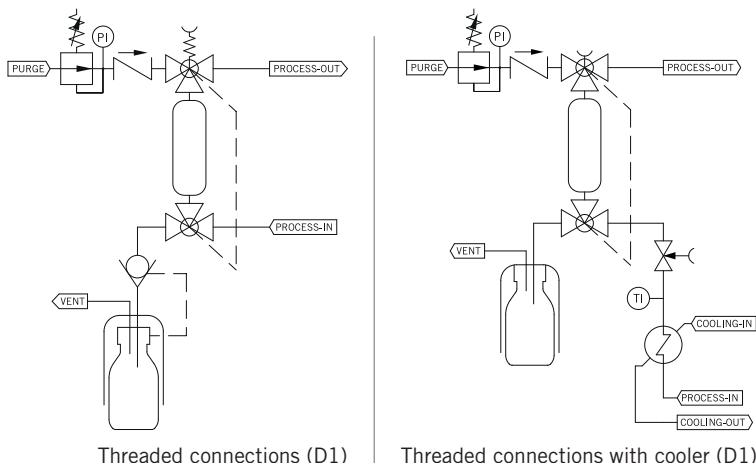 PI
PURGE
PROCESS-OUT
PROCESS-IN
VENT
Threaded connections (D1)
PI
PURGE
PROCESS-OUT
VENT
TI
COOLING-IN
PROCESS-IN
COOLING-OUT
Threaded connections with cooler (D1)